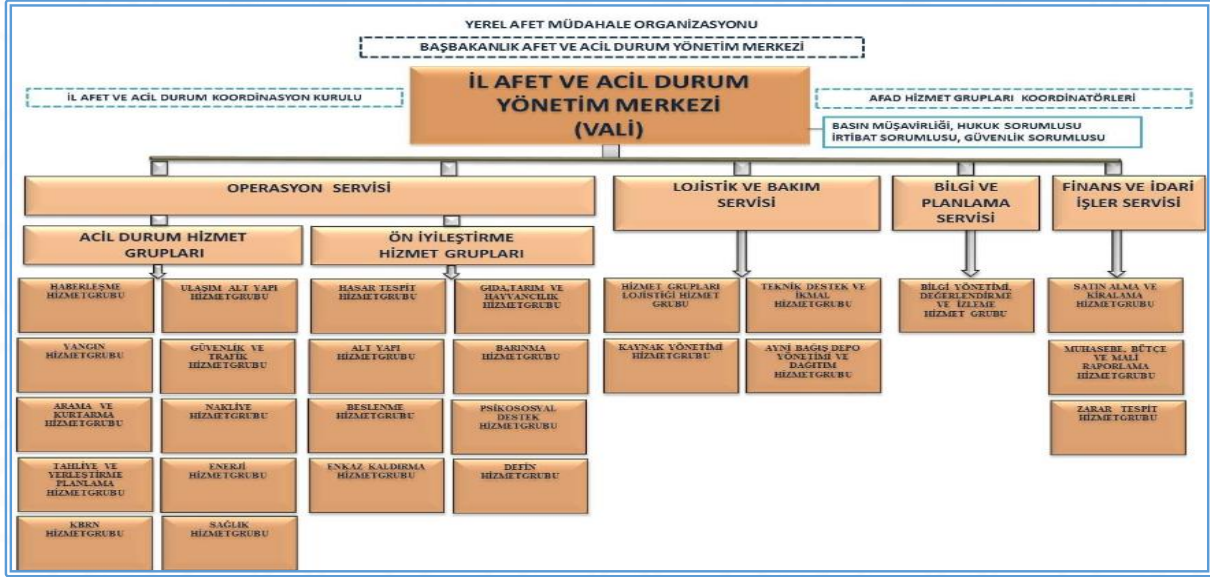 YEREL AFET MÜDAHALE ORGANİZASYONU
BAŞBAKANLIK AFET VE ACİL DURUM YÖNETİM MERKEZİ
İL AFET VE ACİL DURUM
YÖNETİM MERKEZİ
(VALİ)
İL AFET VE ACİL DURUM KOORDİNASYON KURULU
AFAD HİZMET GRUPLARI KOORDİNATÖRLERİ
BASIN MÜŞAVİRLİĞİ, HUKUK SORUMLUSU
İRTİBAT SORUMLUSU, GÜVENLİK SORUMLUSU
OPERASYON SERVİSİ
LOJİSTİK VE BAKIM
SERVİSİ
BİLGİ VE
PLANLAMA
SERVİSİ
FİNANS VE İDARİ
İŞLER SERVİSİ
ACİL DURUM HİZMET
GRUPLARI
ÖN İYİLEŞTİRME
HİZMET GRUPLARI
HABERLEŞME
HİZMETGRUBU
ULAŞIM ALT YAPI
HİZMETGRUBU
HASAR TESPİT
HİZMETGRUBU
GIDA,TARIM VE
HAYVANCILIK
HİZMETGRUBU
HİZMET GRUPLARI
LOJİSTİĞİ HİZMET
GRUBU
TEKNİK DESTEK VE
İKMAL
HİZMETGRUBU
BİLGİ YÖNETİMİ,
DEĞERLENDİRME
VE İZLEME
HİZMET GRUBU
SATIN ALMA VE
KİRALAMA
HİZMETGRUBU
YANGIN
HİZMETGRUBU
GÜVENLİK VE
TRAFİK
HİZMETGRUBU
ALT YAPI
HİZMETGRUBU
BARINMA
HİZMETGRUBU
KAYNAK YÖNETİMİ
HİZMETGRUBU
AYNİ BAĞIŞ DEPO
YÖNETİMİ VE
DAĞITIM
HİZMETGRUBU
MUHASEBE, BÜTÇE
VE MALİ
RAPORLAMA
HİZMETGRUBU
ARAMA VE
KURTARMA
HİZMETGRUBU
NAKLİYE
HİZMETGRUBU
BESLENME
HİZMETGRUBU
PSİKOSOSYAL
DESTEK
HİZMETGRUBU
ZARAR TESPİT
HİZMETGRUBU
TAHLİYE VE
YERLEŞTİRME
PLANLAMA
HİZMETGRUBU
ENERJİ
HİZMETGRUBU
ENKAZ KALDIRMA
HİZMETGRUBU
DEFİN
HİZMETGRUBU
KBRN
HİZMETGRUBU
SAĞLIK
HİZMETGRUBU